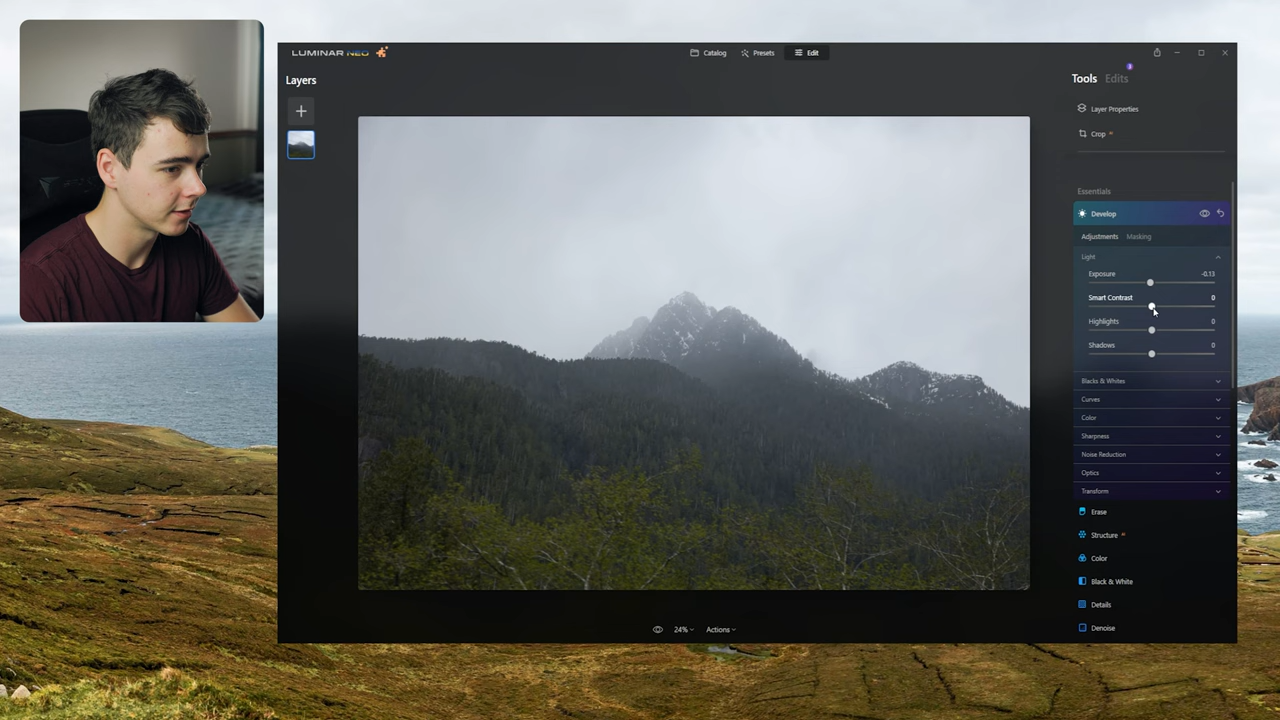 LUMINAR NEO
Catalog
Presets
Edit
Layers
3
Tools
Edits
Layer Properties
Crop
Essentials
Develop
Adjustments
Masking
Light
Exposure
-0.13
Smart Contrast
0
Highlights
0
Shadows
0
Blacks & Whites
Curves
Color
Sharpness
Noise Reduction
Optics
Transform
Erase
Structure
Color
Black & White
Details
Denoise
24%
Actions